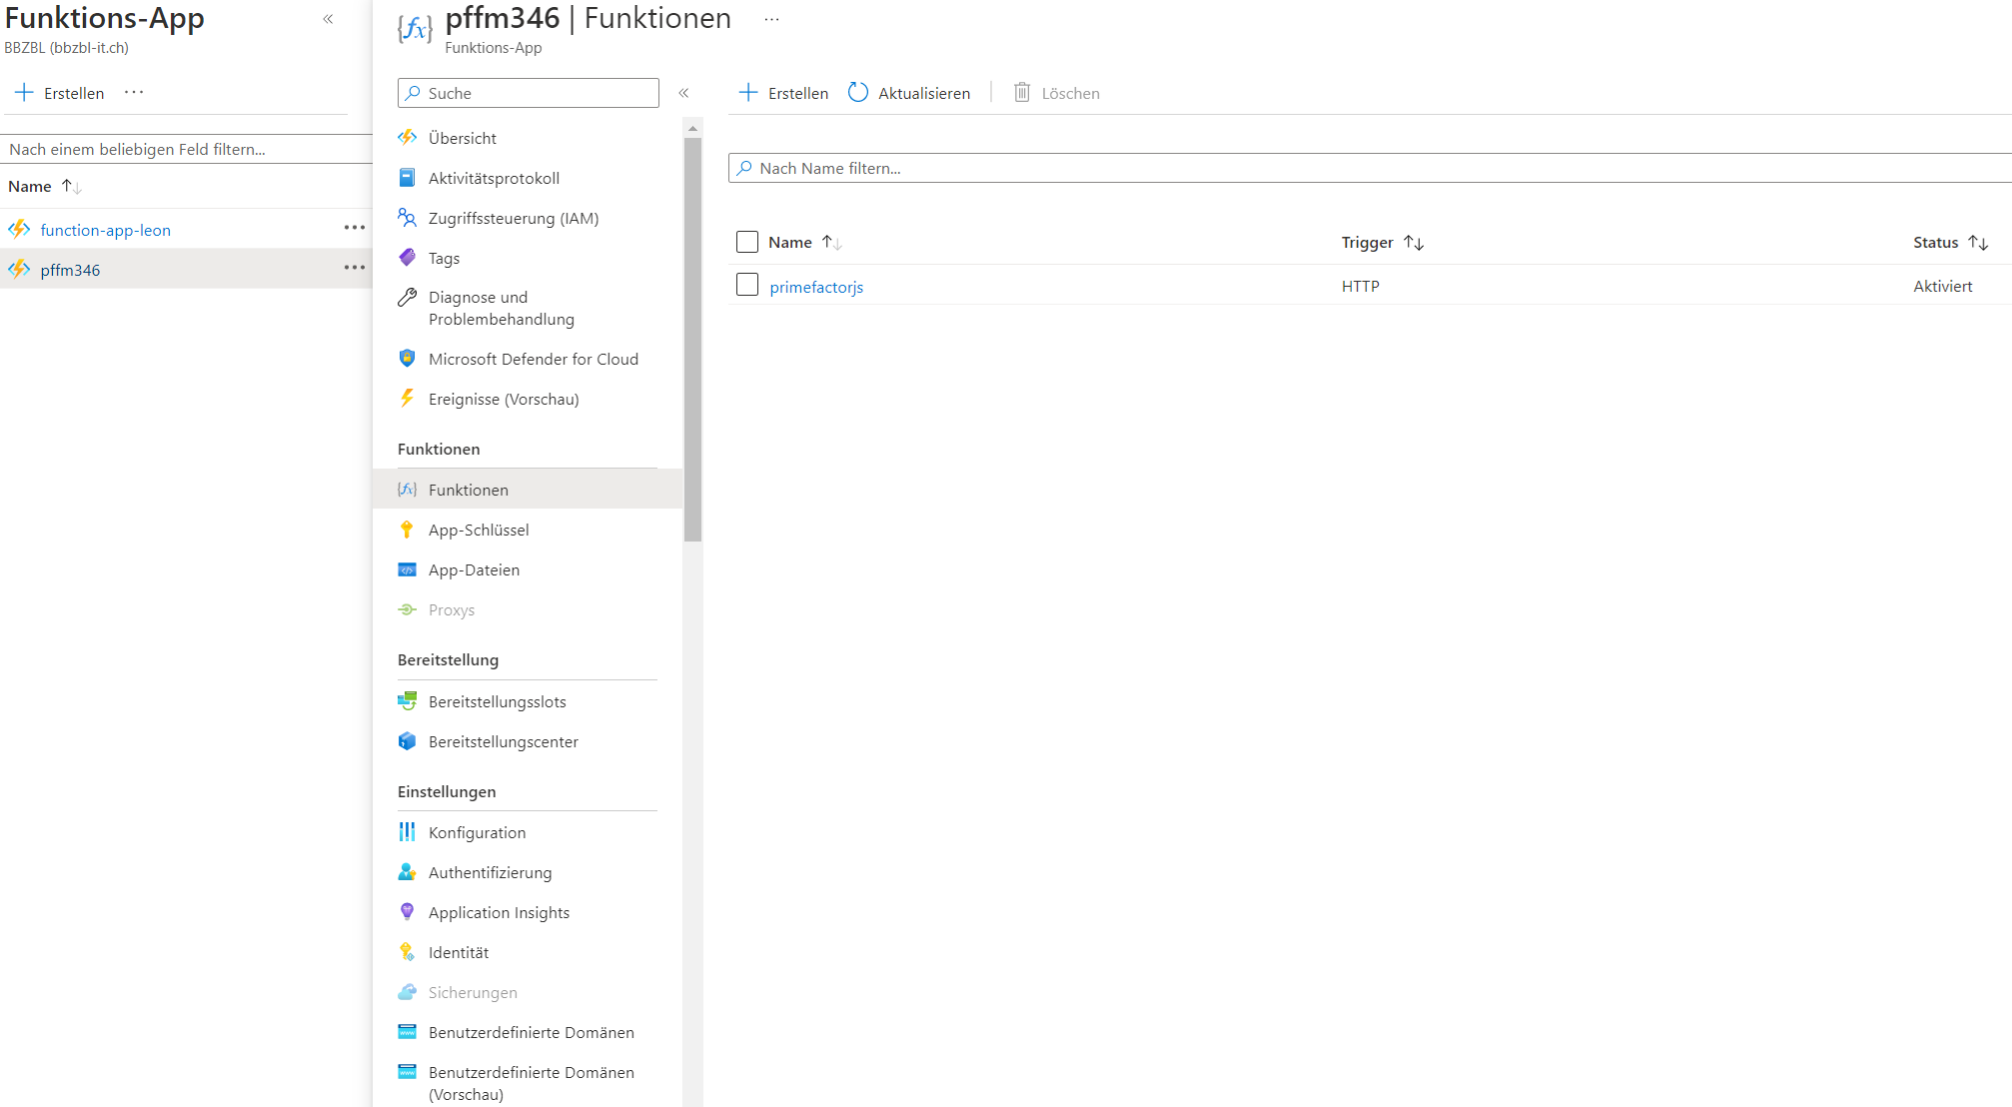 Funktions-App
«
BBZBL (bbzbl-it.ch)
Erstellen ···
Nach einem beliebigen Feld filtern...
Name ↑↓
function-app-leon ···
pffm346 ···
pffm346 | Funktionen ···
Funktions-App
Suche
«
Übersicht
Aktivitätsprotokoll
Zugriffssteuerung (IAM)
Tags
Diagnose und
Problembehandlung
Microsoft Defender for Cloud
Ereignisse (Vorschau)
Funktionen
Funktionen
App-Schlüssel
App-Dateien
Proxys
Bereitstellung
Bereitstellungsslots
Bereitstellungscenter
Einstellungen
Konfiguration
Authentifizierung
Application Insights
Identität
Sicherungen
Benutzerdefinierte Domänen
Benutzerdefinierte Domänen
(Vorschau)
Erstellen Aktualisieren Löschen
Nach Name filtern...
Name ↑↓ Trigger ↑↓ Status ↑↓
primefactorjs HTTP Aktiviert